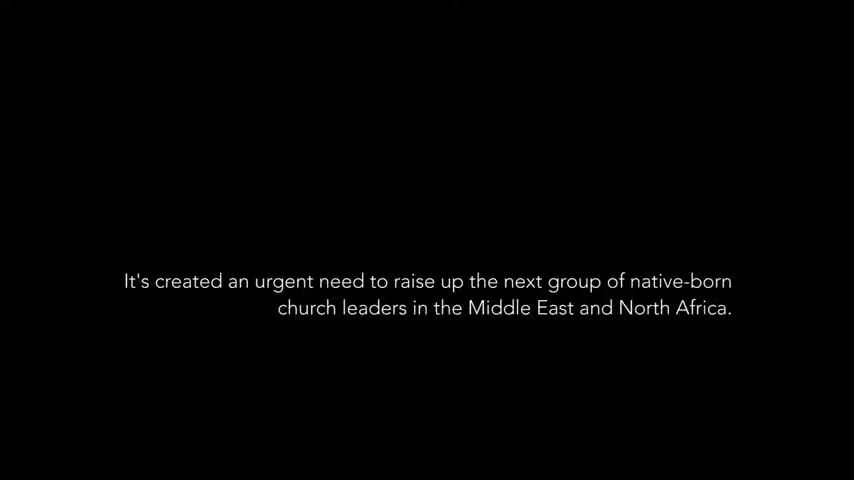 It's created an urgent need to raise up the next group of native-born
church leaders in the Middle East and North Africa.